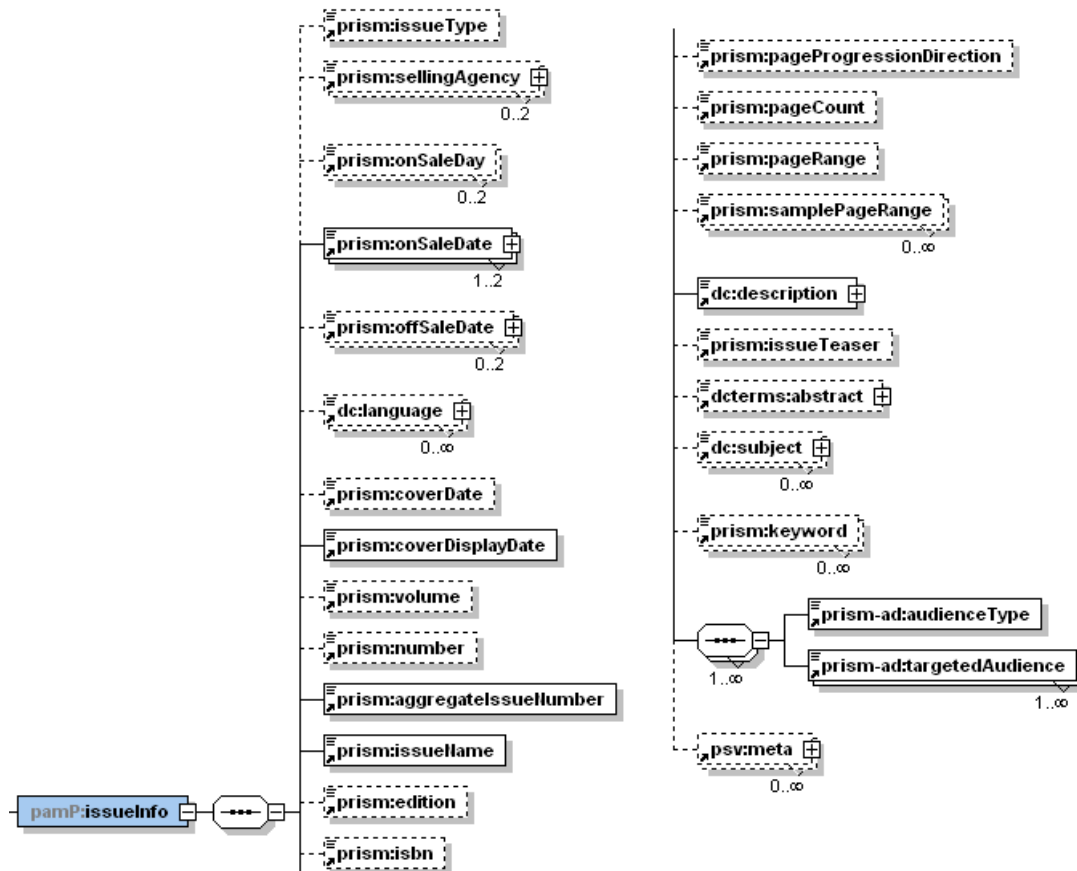 prism:issueType
prism:sellingAgency
0..2
prism:onSaleDay
0..2
prism:onSaleDate
1..2
prism:offSaleDate
0..2
dc:language
0..∞
prism:coverDate
prism:coverDisplayDate
prism:volume
prism:number
prism:aggregateIssueNumber
prism:issueName
pamP:issueInfo
prism:edition
prism:isbn
prism:pageProgressionDirection
prism:pageCount
prism:pageRange
prism:samplePageRange
0..∞
dc:description
prism:issueTeaser
dcterms:abstract
dc:subject
0..∞
prism:keyword
0..∞
1..∞
prism-ad:audienceType
prism-ad:targetedAudience
1..∞
psv:meta
0..∞